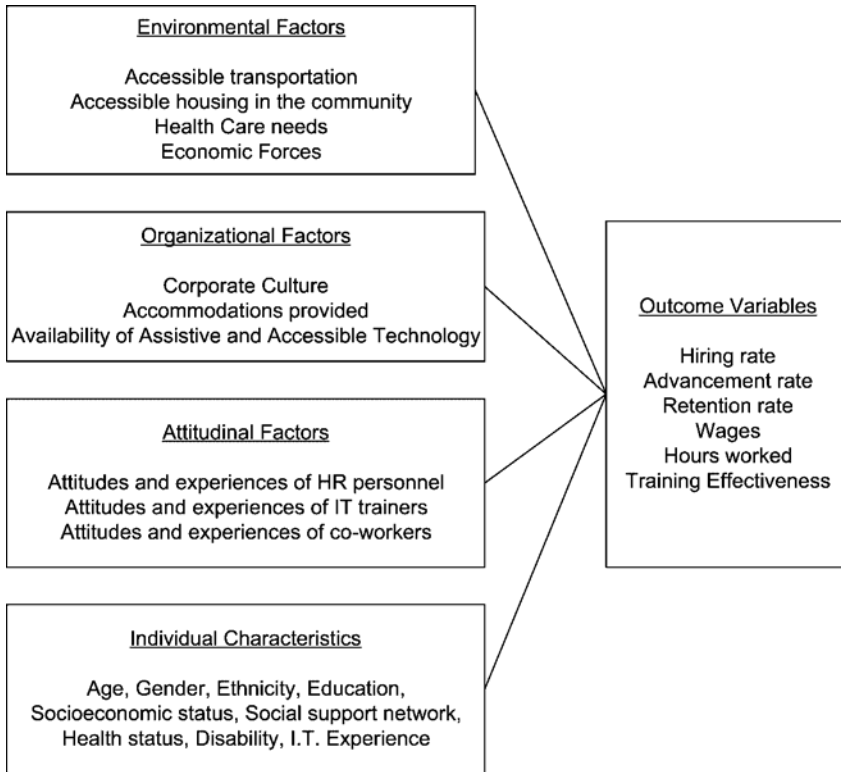 Environmental Factors
Accessible transportation
Accessible housing in the community
Health Care needs
Economic Forces
Organizational Factors
Corporate Culture
Accommodations provided
Availability of Assistive and Accessible Technology
Attitudinal Factors
Attitudes and experiences of HR personnel
Attitudes and experiences of IT trainers
Attitudes and experiences of co-workers
Individual Characteristics
Age, Gender, Ethnicity, Education,
Socioeconomic status, Social support network,
Health status, Disability, I.T. Experience
Outcome Variables
Hiring rate
Advancement rate
Retention rate
Wages
Hours worked
Training Effectiveness